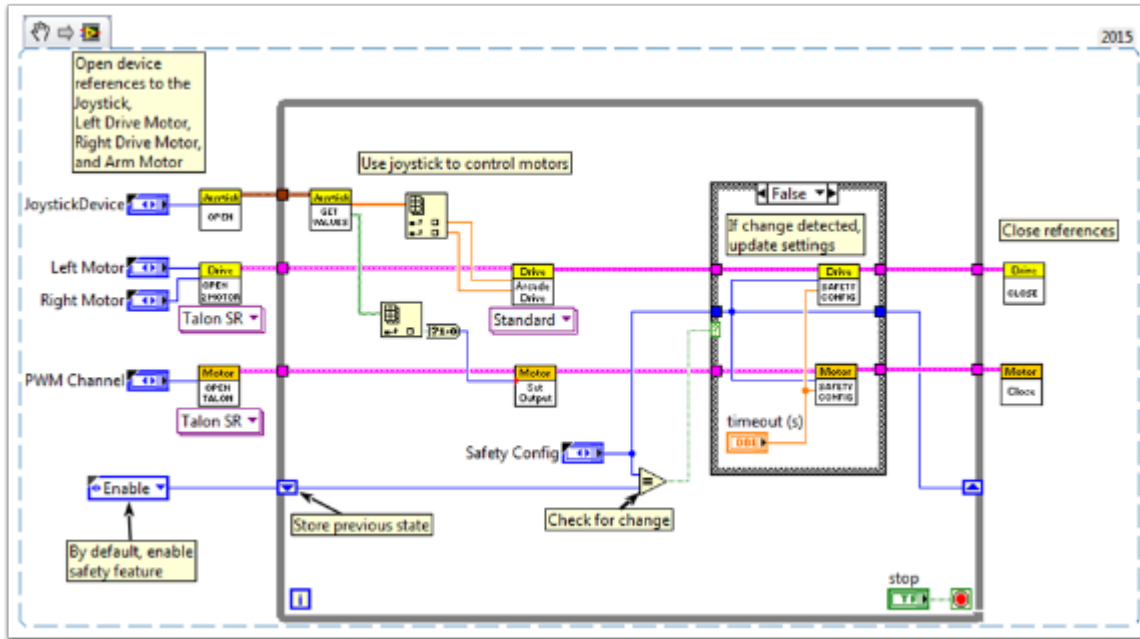 2015
Open device
references to the
Joystick,
Left Drive Motor,
Right Drive Motor,
and Arm Motor
Use joystick to control motors
JoystickDevice
Joystick
OPEN
Joystick
GET
VALUES
False
If change detected,
update settings
Close references
Left Motor
Right Motor
Drive
OPEN
2 MOTOR
Talon SR
Drive
Arcade
Drive
Standard
Drive
SAFETY
CONFIG
Drive
CLOSE
?1:0
PWM Channel
Motor
OPEN
TALON
Talon SR
Motor
Set
Output
Motor
SAFETY
CONFIG
Motor
Close
timeout (s)
DBL
Safety Config
Enable
Store previous state
Check for change
By default, enable
safety feature
i
stop
TF